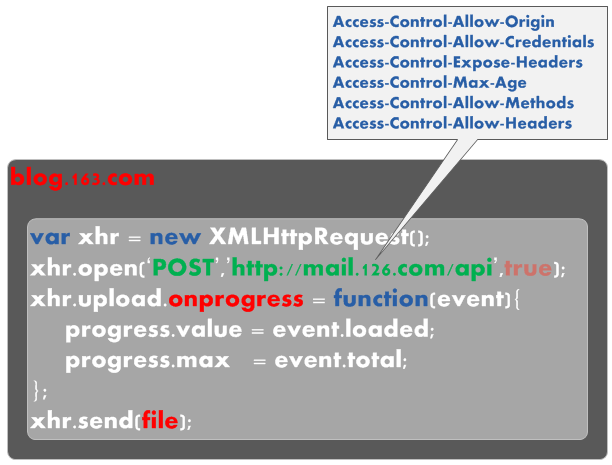 Access-Control-Allow-Origin
Access-Control-Allow-Credentials
Access-Control-Expose-Headers
Access-Control-Max-Age
Access-Control-Allow-Methods
Access-Control-Allow-Headers
blog.163.com
var xhr = new XMLHttpRequest();
xhr.open('POST','http://mail.126.com/api',true);
xhr.upload.onprogress = function(event){
progress.value = event.loaded;
progress.max = event.total;
};
xhr.send(file);